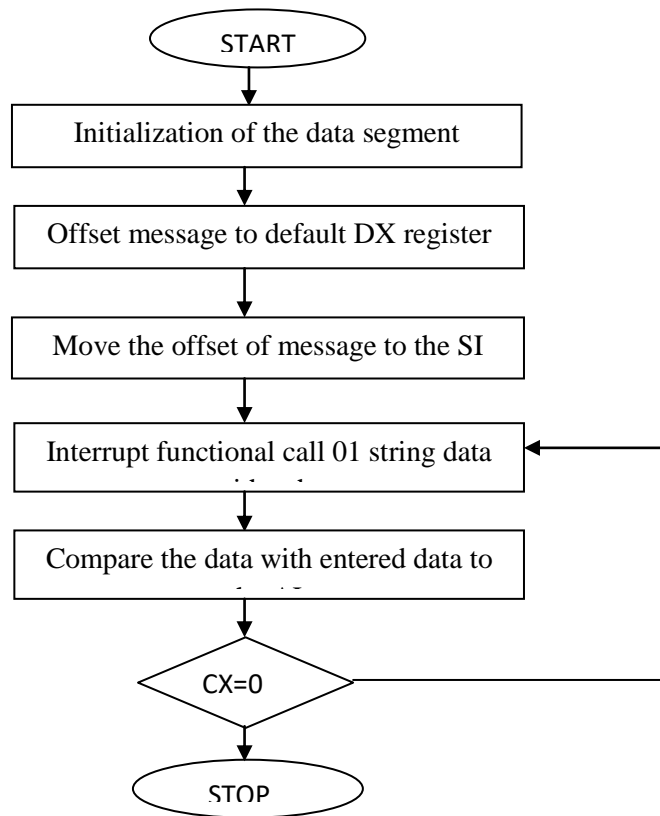 START
Initialization of the data segment
Offset message to default DX register
Move the offset of message to the SI
Interrupt functional call 01 string data
Compare the data with entered data to
CX=0
STOP